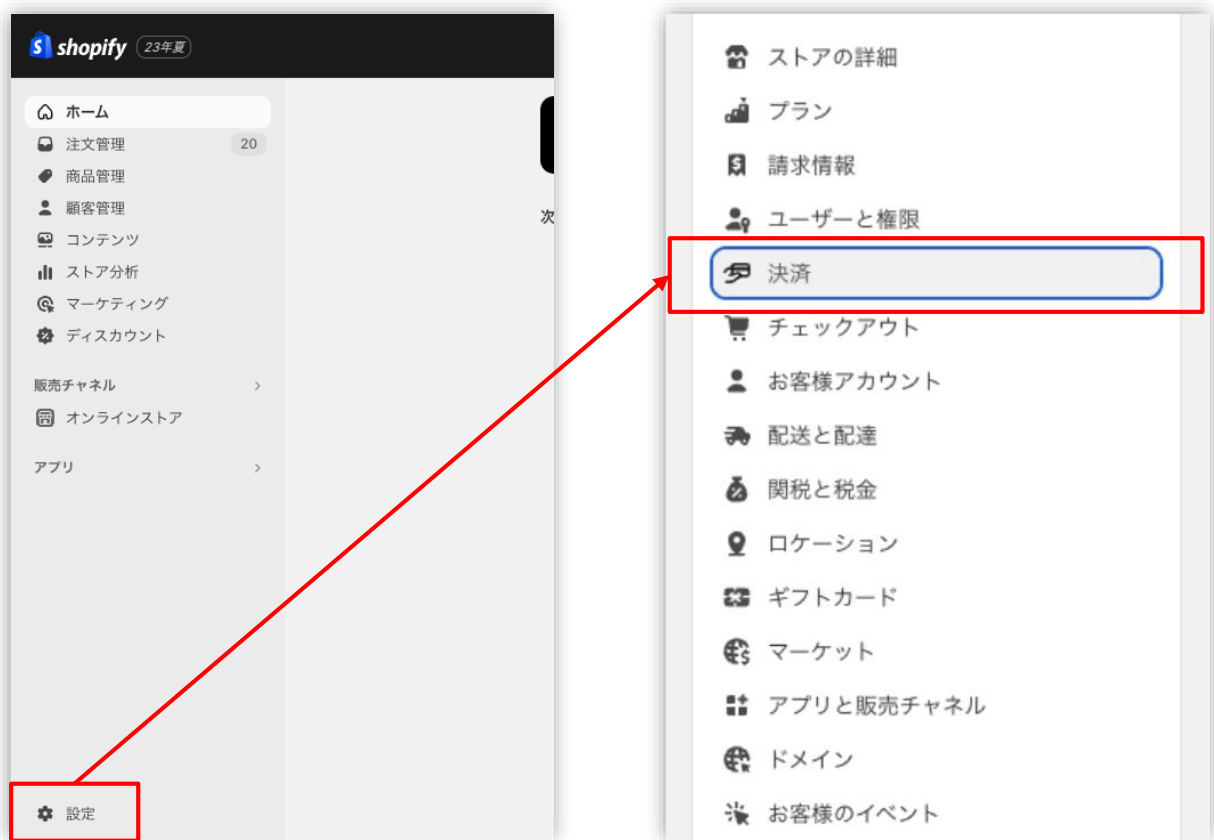 shopify 23年夏
ホーム
注文管理 20
商品管理
顧客管理
コンテンツ
ストア分析
マーケティング
ディスカウント
販売チャネル
オンラインストア
アプリ
設定
次
ストアの詳細
プラン
請求情報
ユーザーと権限
決済
チェックアウト
お客様アカウント
配送と配達
関税と税金
ロケーション
ギフトカード
マーケット
アプリと販売チャネル
ドメイン
お客様のイベント